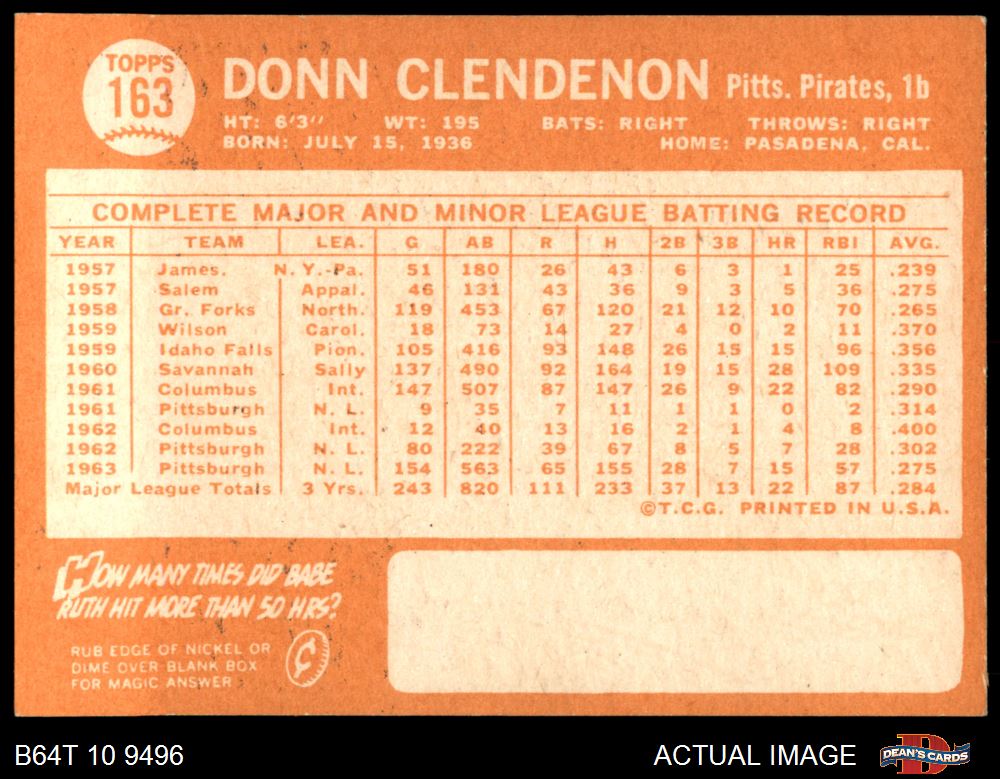 TOPPS
163
DONN CLENDENON Pitts. Pirates, 1b
HT: 6'3" WT: 195 BATS: RIGHT THROWS: RIGHT
BORN: JULY 15, 1936 HOME: PASADENA, CAL.
COMPLETE MAJOR AND MINOR LEAGUE BATTING RECORD
YEAR TEAM LEA. G AB R H 2B 3B HR RBI AVG.
1957 James. N.Y.-Pa. 51 180 26 43 6 3 1 25 .239
1957 Salem Appal. 46 131 43 36 9 3 5 36 .275
1958 Gr. Forks North. 119 453 67 120 21 12 10 70 .265
1959 Wilson Carol. 18 73 14 27 4 0 2 11 .370
1959 Idaho Falls Pion. 105 416 93 148 26 15 15 96 .356
1960 Savannah Sally 137 490 92 164 19 15 28 109 .335
1961 Columbus Int. 147 507 87 147 26 9 22 82 .290
1961 Pittsburgh N. L. 9 35 7 11 1 1 0 2 .314
1962 Columbus Int. 12 40 13 16 2 1 4 8 .400
1962 Pittsburgh N. L. 80 222 39 67 8 5 7 28 .302
1963 Pittsburgh N. L. 154 563 65 155 28 7 15 57 .275
Major League Totals 3 Yrs. 243 820 111 233 37 13 22 87 .284
©T.C.G. PRINTED IN U.S.A.
HOW MANY TIMES DID BABE
RUTH HIT MORE THAN 50 HRS?
RUB EDGE OF NICKEL OR
DIME OVER BLANK BOX
FOR MAGIC ANSWER
¢
B64T 10 9496 ACTUAL IMAGE D DEAN'S CARDS